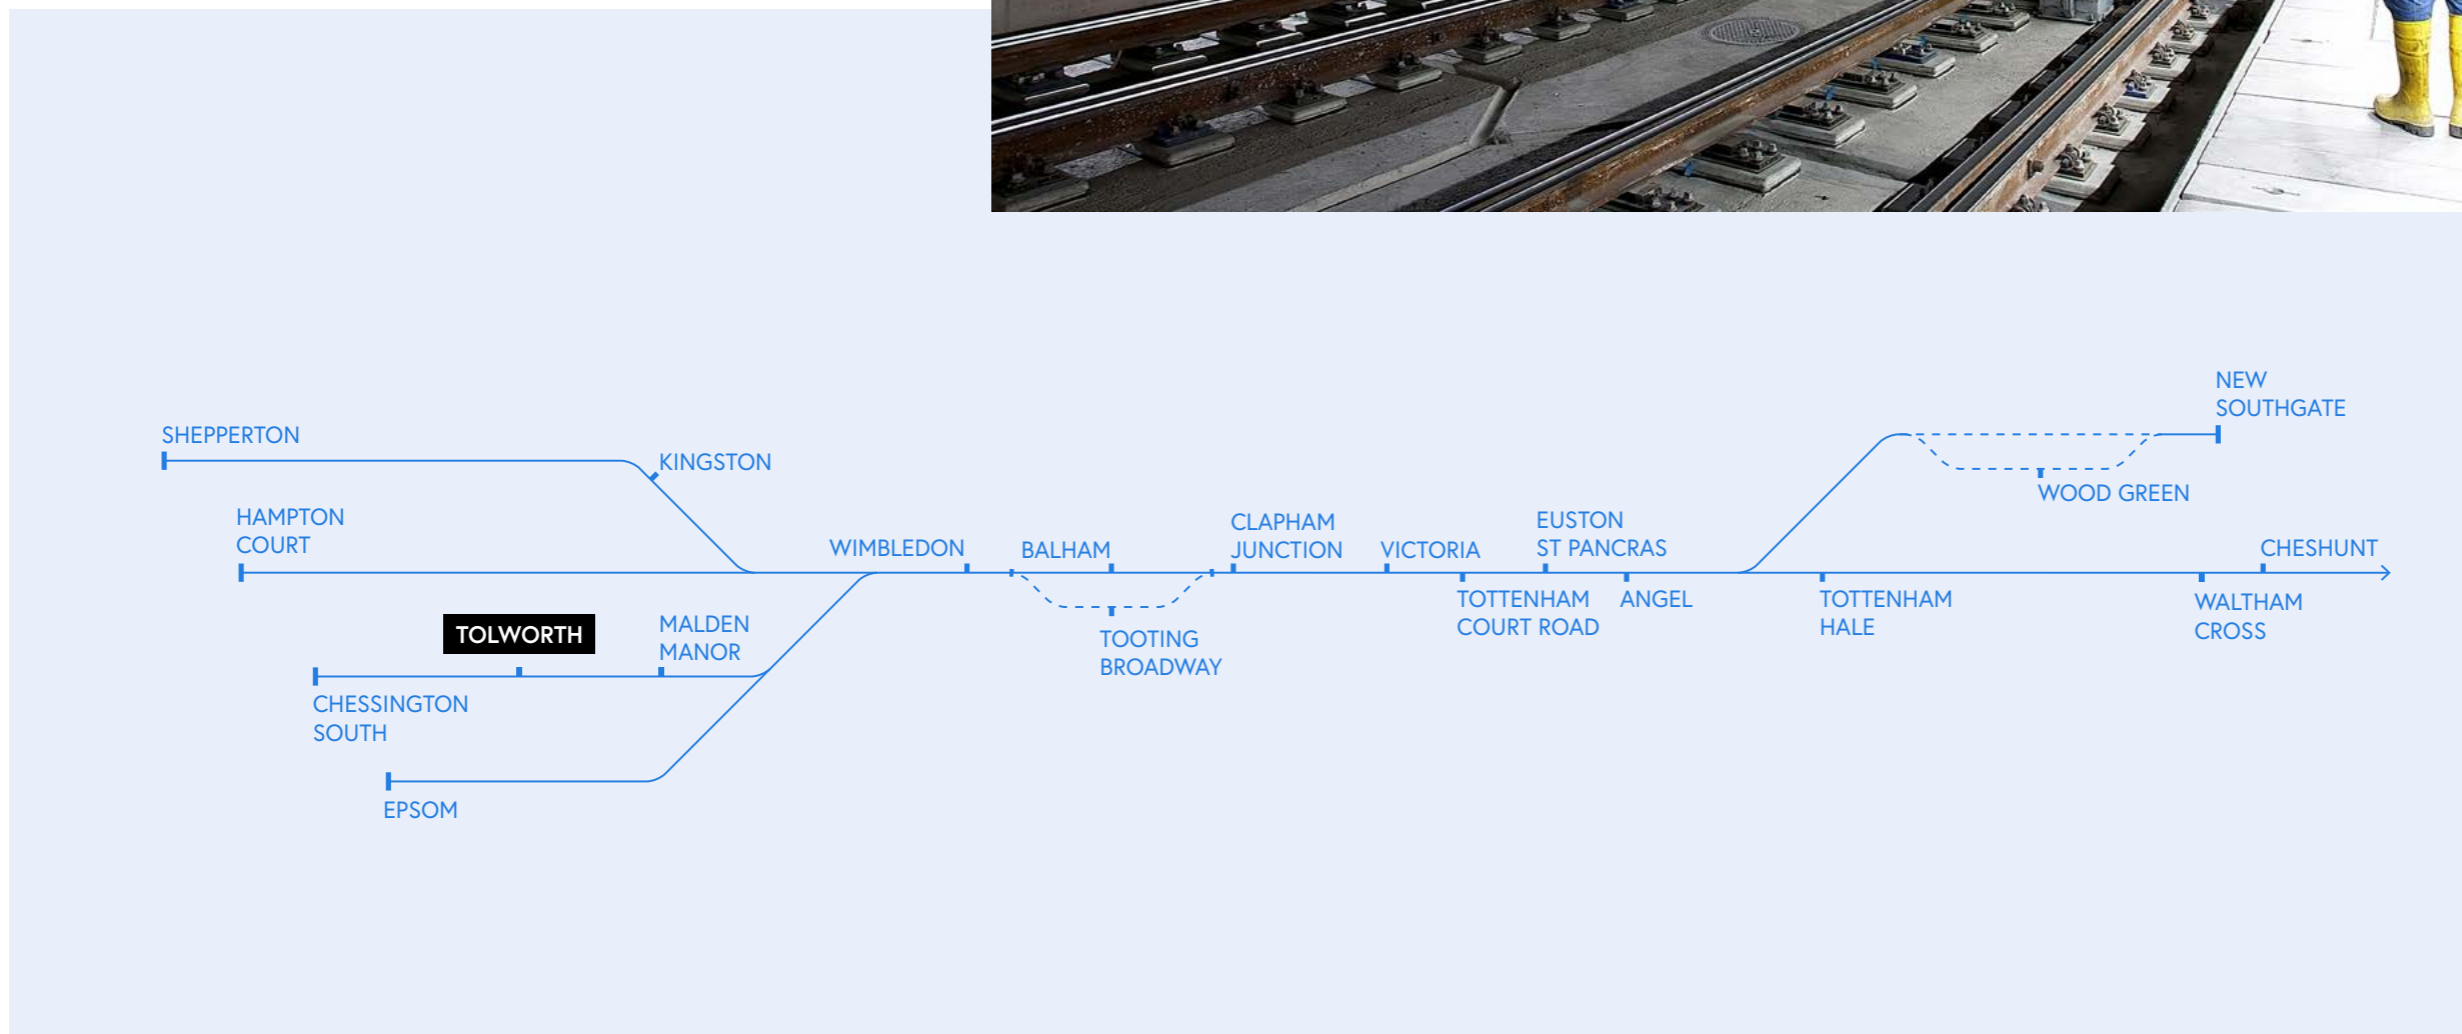 NEW
SOUTHGATE
SHEPPERTON
KINGSTON
WOOD GREEN
HAMPTON
COURT
WIMBLEDON
BALHAM
CLAPHAM
JUNCTION
VICTORIA
EUSTON
ST PANCRAS
CHESHUNT
TOLWORTH
MALDEN
MANOR
TOOTING
BROADWAY
TOTTENHAM
COURT ROAD
ANGEL
TOTTENHAM
HALE
WALTHAM
CROSS
CHESSINGTON
SOUTH
EPSOM